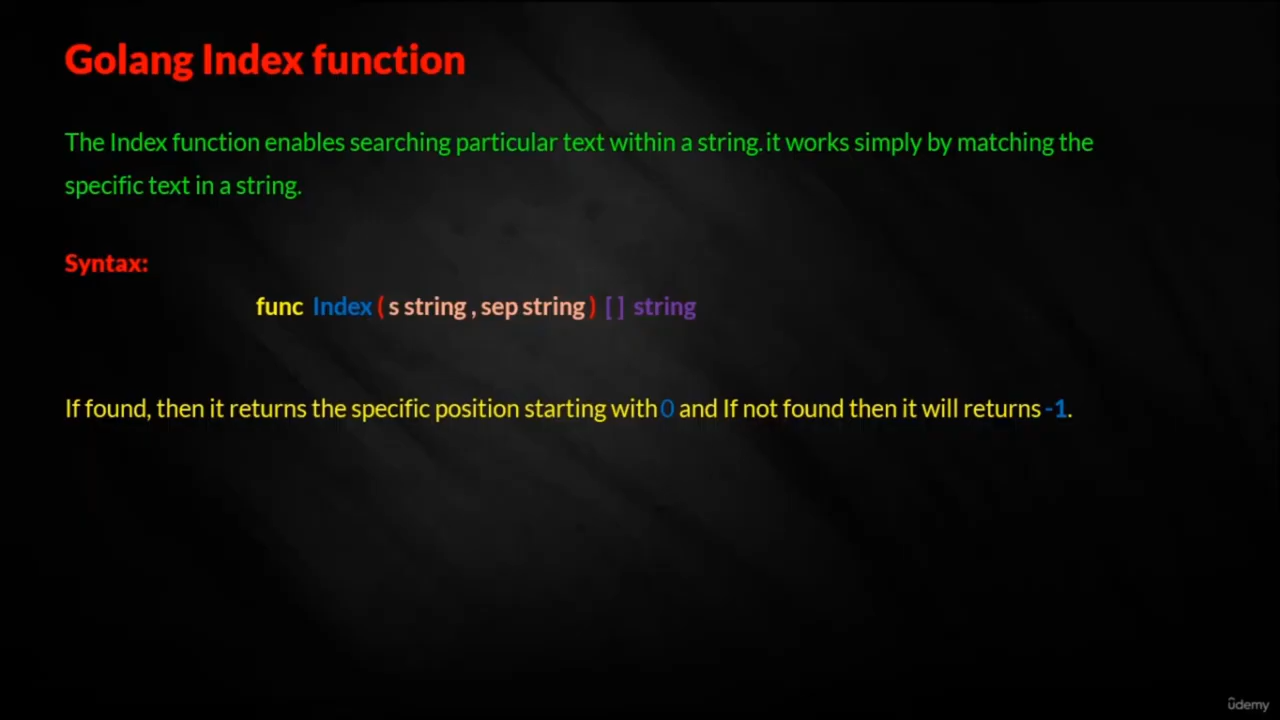 Golang Index function
The Index function enables searching particular text within a string. it works simply by matching the
specific text in a string.
Syntax:
func Index ( s string , sep string ) [ ] string
If found, then it returns the specific position starting with 0 and If not found then it will returns -1.
ûdemy